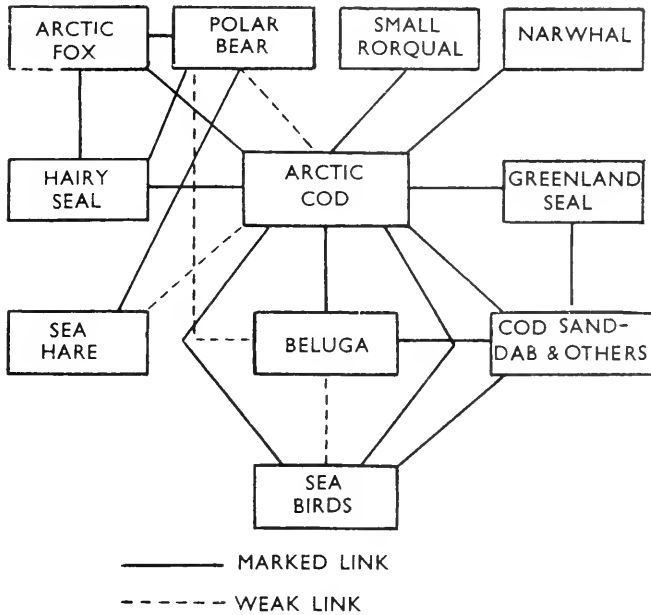 ARCTIC
FOX
POLAR
BEAR
SMALL
RORQUAL
NARWHAL
HAIRY
SEAL
ARCTIC
COD
GREENLAND
SEAL
SEA
HARE
BELUGA
COD SAND-
DAB & OTHERS
SEA
BIRDS
MARKED LINK
WEAK LINK